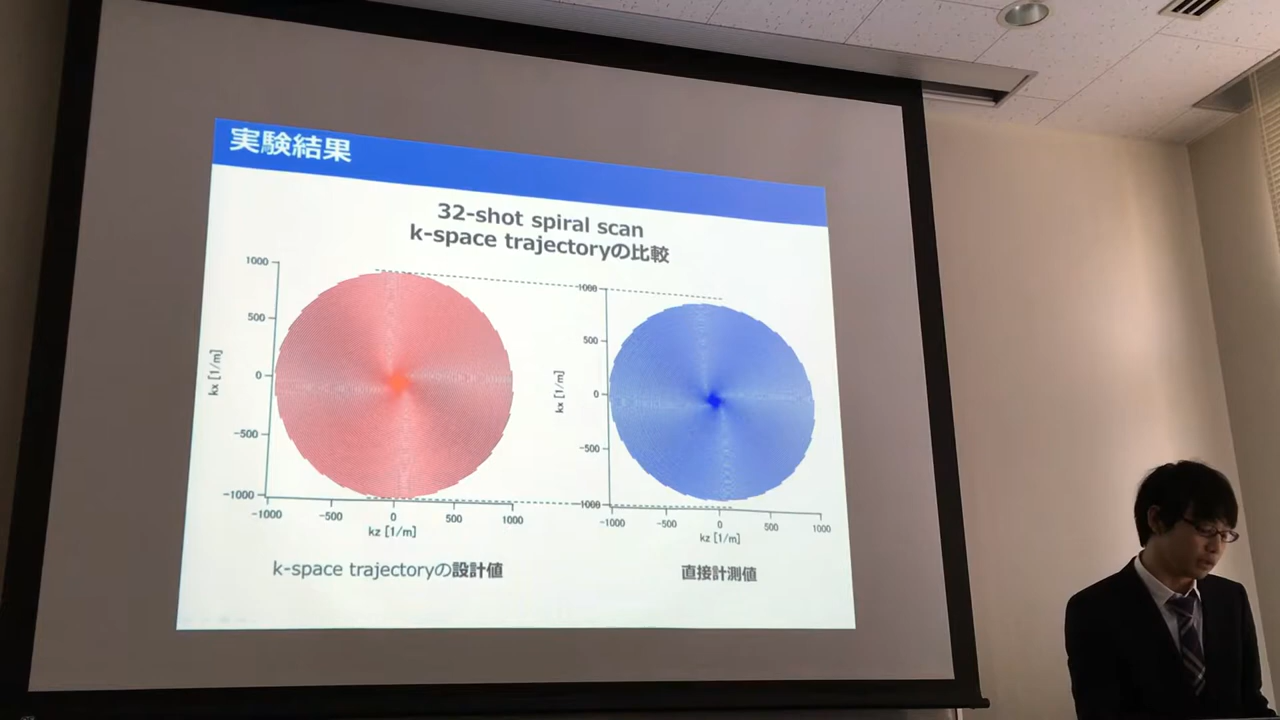 実験結果
32-shot spiral scan
k-space trajectoryの比較
1000
500
0
-500
-1000
kx [1/m]
-1000 -500 0 500 1000
kz [1/m]
k-space trajectoryの設計値
1000
500
0
-500
-1000
kx [1/m]
-1000 -500 0 500 1000
kz [1/m]
直接計測値